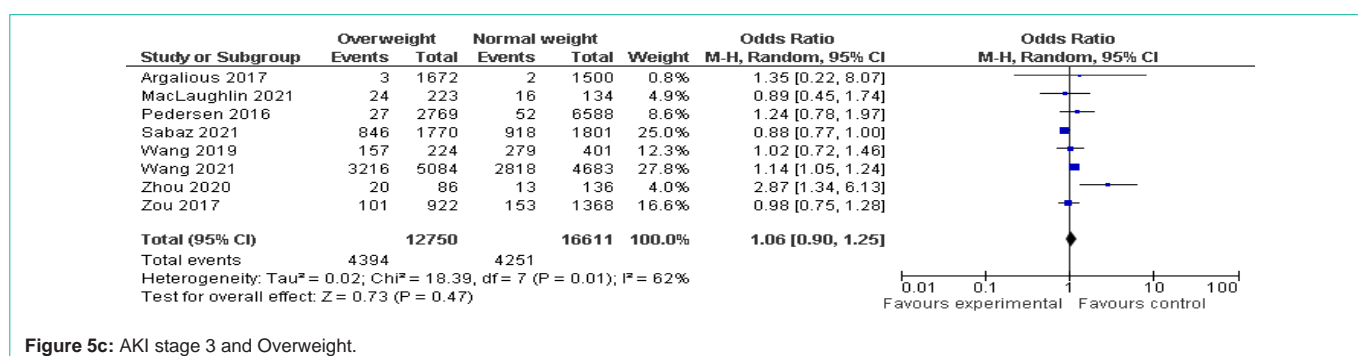 Overweight Normal weight Odds Ratio Odds Ratio
Study or Subgroup Events Total Events Total Weight M-H, Random, 95% CI M-H, Random, 95% CI
Argalious 2017 3 1672 2 1500 0.8% 1.35 [0.22, 8.07]
MacLaughlin 2021 24 223 16 134 4.9% 0.89 [0.45, 1.74]
Pedersen 2016 27 2769 52 6588 8.6% 1.24 [0.78, 1.97]
Sabaz 2021 846 1770 918 1801 25.0% 0.88 [0.77, 1.00]
Wang 2019 157 224 279 401 12.3% 1.02 [0.72, 1.46]
Wang 2021 3216 5084 2818 4683 27.8% 1.14 [1.05, 1.24]
Zhou 2020 20 86 13 136 4.0% 2.87 [1.34, 6.13]
Zou 2017 101 922 153 1368 16.6% 0.98 [0.75, 1.28]
Total (95% CI) 12750 16611 100.0% 1.06 [0.90, 1.25]
Total events 4394 4251
Heterogeneity: Tau² = 0.02; Chi² = 18.39, df = 7 (P = 0.01); I² = 62%
Test for overall effect: Z = 0.73 (P = 0.47)
0.01 0.1 1 10 100
Favours experimental Favours control
Figure 5c: AKI stage 3 and Overweight.